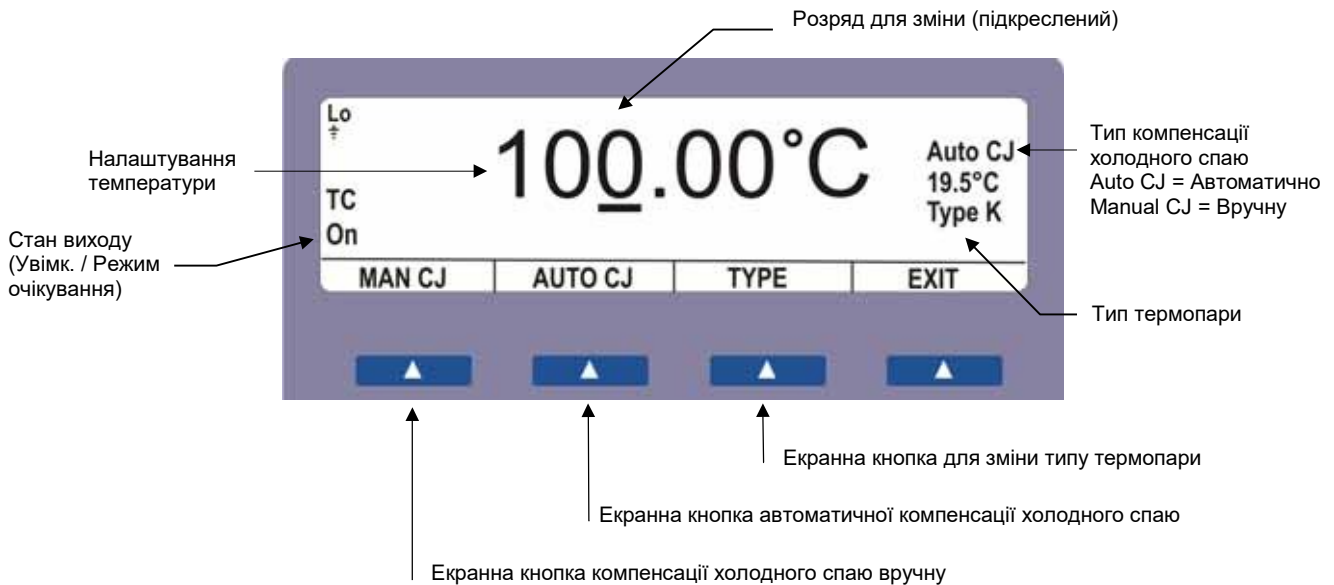 Розряд для зміни (підкреслений)
Lo
100.00°C
Auto CJ
19.5°C
Type K
TC
On
MAN CJ AUTO CJ TYPE EXIT
Налаштування
температури
Стан виходу
(Увімк. / Режим
очікування)
Тип компенсації
холодного спаю
Auto CJ = Автоматично
Manual CJ = Вручну
Тип термопари
Екранна кнопка для зміни типу термопари
Екранна кнопка автоматичної компенсації холодного спаю
Екранна кнопка компенсації холодного спаю вручну